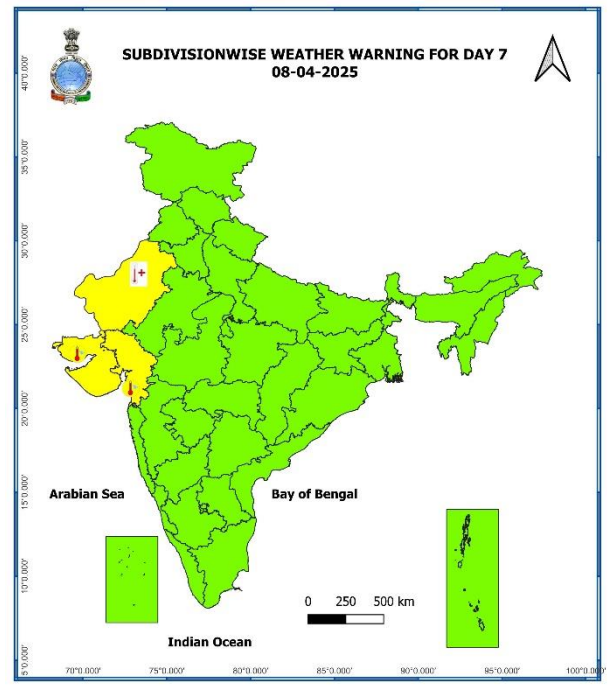 SUBDIVISIONWISE WEATHER WARNING FOR DAY 7
08-04-2025
40°0.000'
35°0.000'
30°0.000'
25°0.000'
20°0.000'
15°0.000'
10°0.000'
5°0.000'
Arabian Sea
Bay of Bengal
0 250 500 km
Indian Ocean
70°0.000' 75°0.000' 80°0.000' 85°0.000' 90°0.000' 95°0.000' 100°0.000'